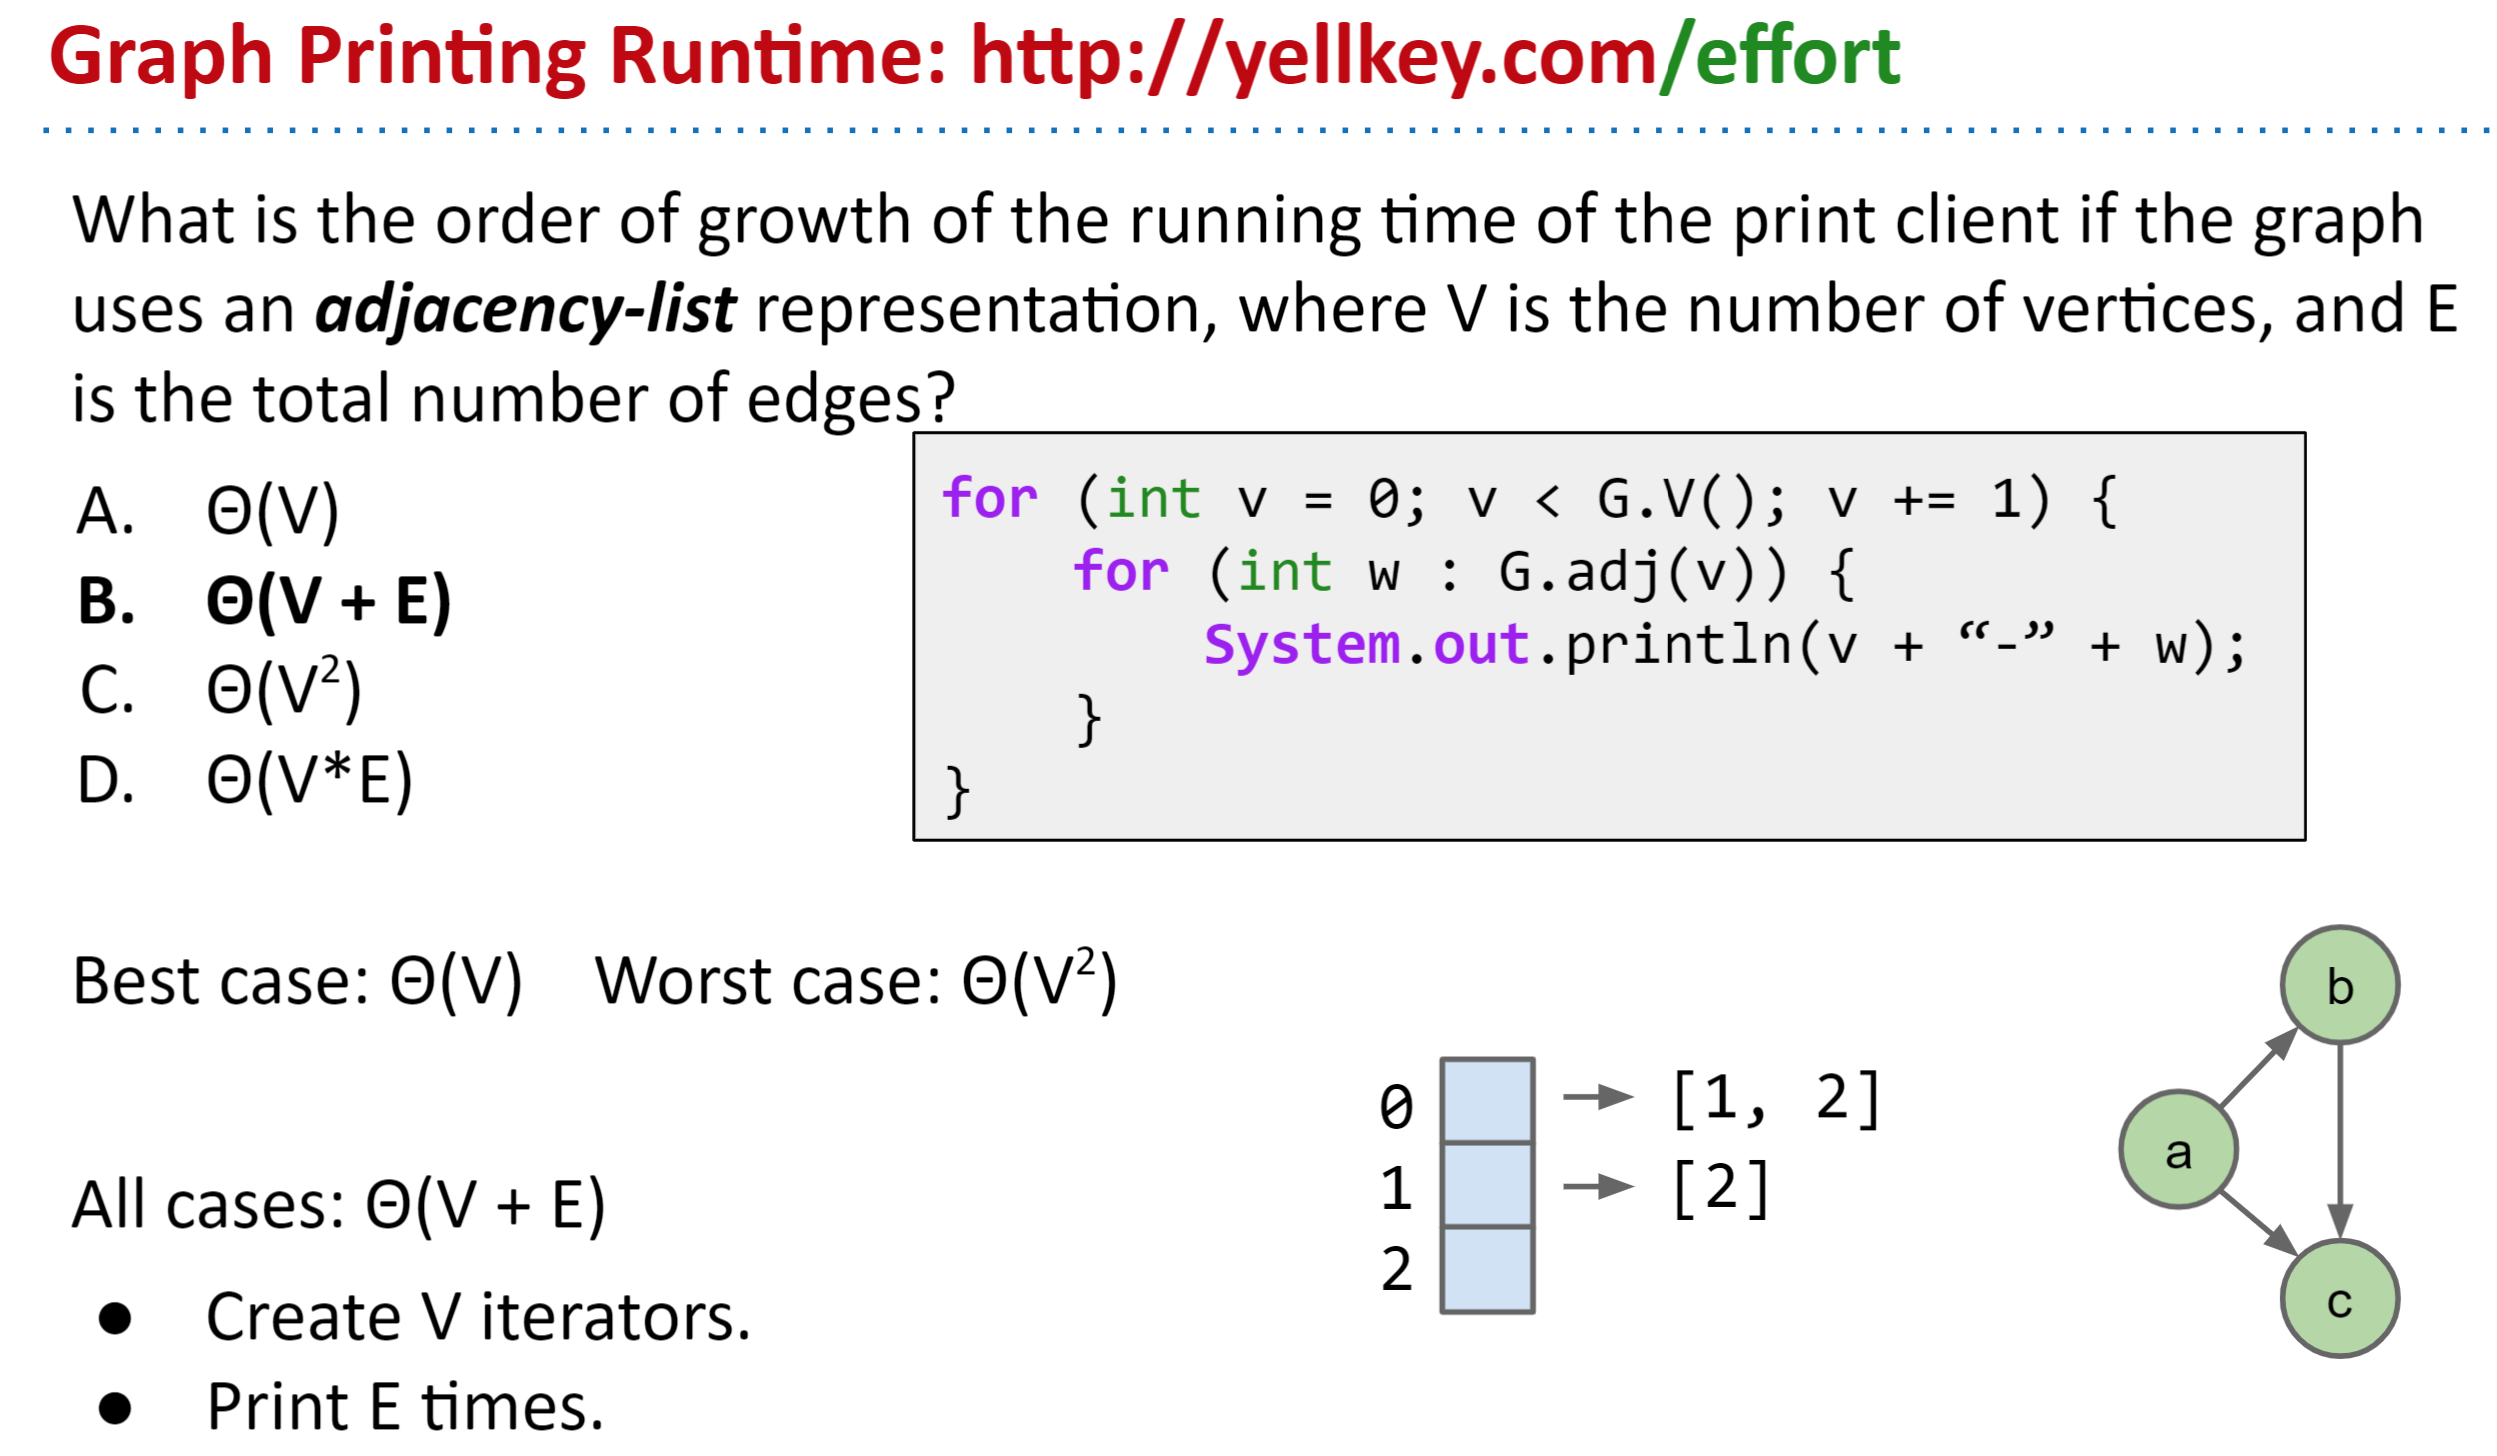 Graph Printing Runtime: http://yellkey.com/effort
What is the order of growth of the running time of the print client if the graph
uses an adjacency-list representation, where V is the number of vertices, and E
is the total number of edges?
A. Θ(V)
B. Θ(V + E)
C. Θ(V²)
D. Θ(V*E)
for (int v = 0; v < G.V(); v += 1) {
    for (int w : G.adj(v)) {
        System.out.println(v + “-” + w);
    }
}
Best case: Θ(V) Worst case: Θ(V²)
All cases: Θ(V + E)
● Create V iterators.
● Print E times.
0 [1, 2]
1 [2]
2
b
a
c